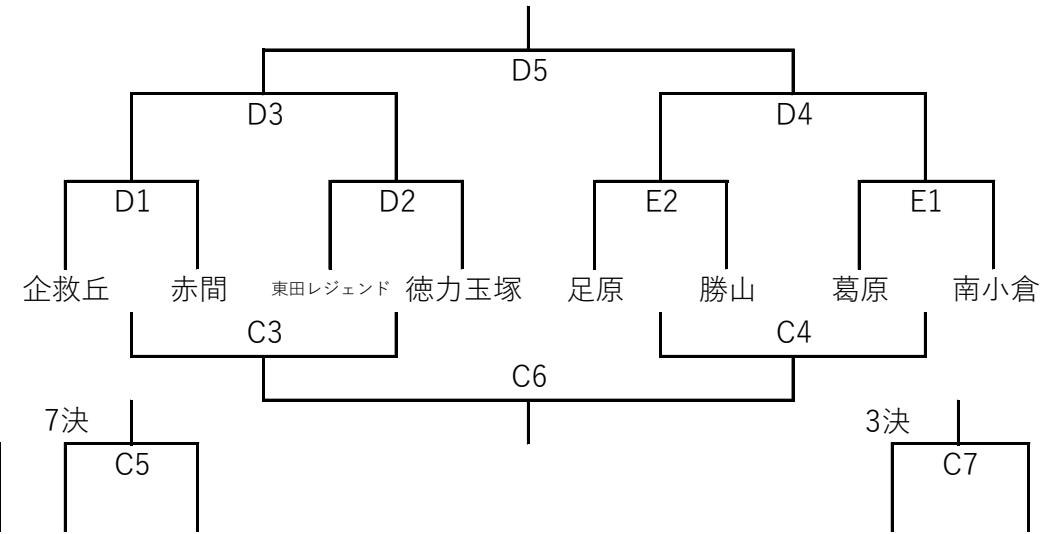 D5
D3 D4
D1 D2 E2 E1
企救丘 赤間 東田レジェンド 徳力玉塚 足原 勝山 葛原 南小倉
C3 C4
C6
7決 3決
C5 C7